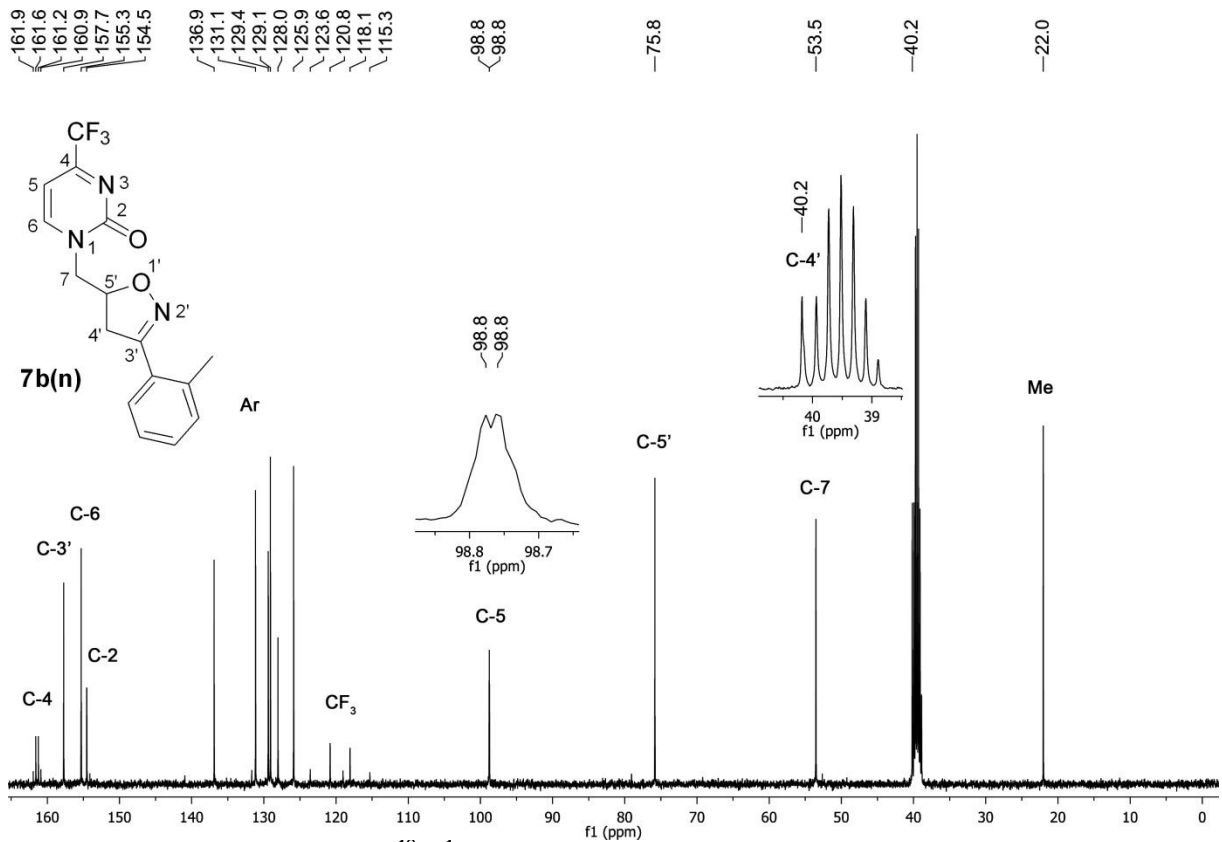 161.9
161.6
161.2
160.9
157.7
155.3
154.5
136.9
131.1
129.4
129.1
128.0
125.9
123.6
120.8
118.1
115.3
98.8
98.8
75.8
53.5
40.2
22.0
CF3
4
5
N 3
2
6
N
1
O
7
5'
O 1'
N 2'
4'
3'
7b(n)
Ar
C-6
C-3'
C-2
C-4
CF3
98.8
98.8
98.8 98.7
f1 (ppm)
C-5
C-5'
C-7
40.2
C-4'
40 39
f1 (ppm)
Me
160 150 140 130 120 110 100 90 80 70 60 50 40 30 20 10 0
f1 (ppm)